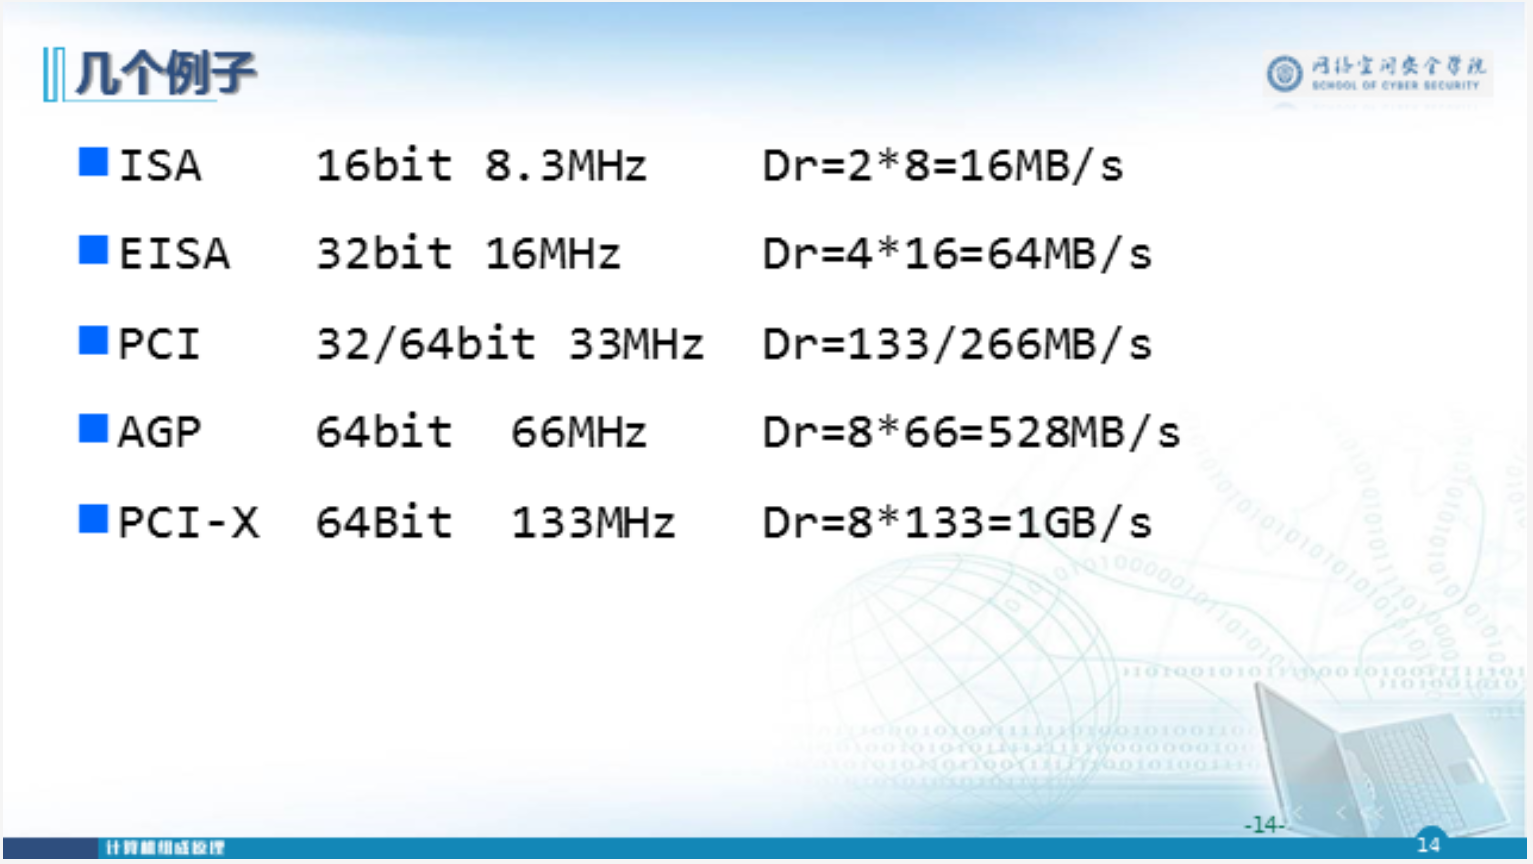 几个例子
网络空间安全学院
SCHOOL OF CYBER SECURITY
ISA 16bit 8.3MHz Dr=2*8=16MB/s
EISA 32bit 16MHz Dr=4*16=64MB/s
PCI 32/64bit 33MHz Dr=133/266MB/s
AGP 64bit 66MHz Dr=8*66=528MB/s
PCI-X 64Bit 133MHz Dr=8*133=1GB/s
-14-
计算机组成原理
14